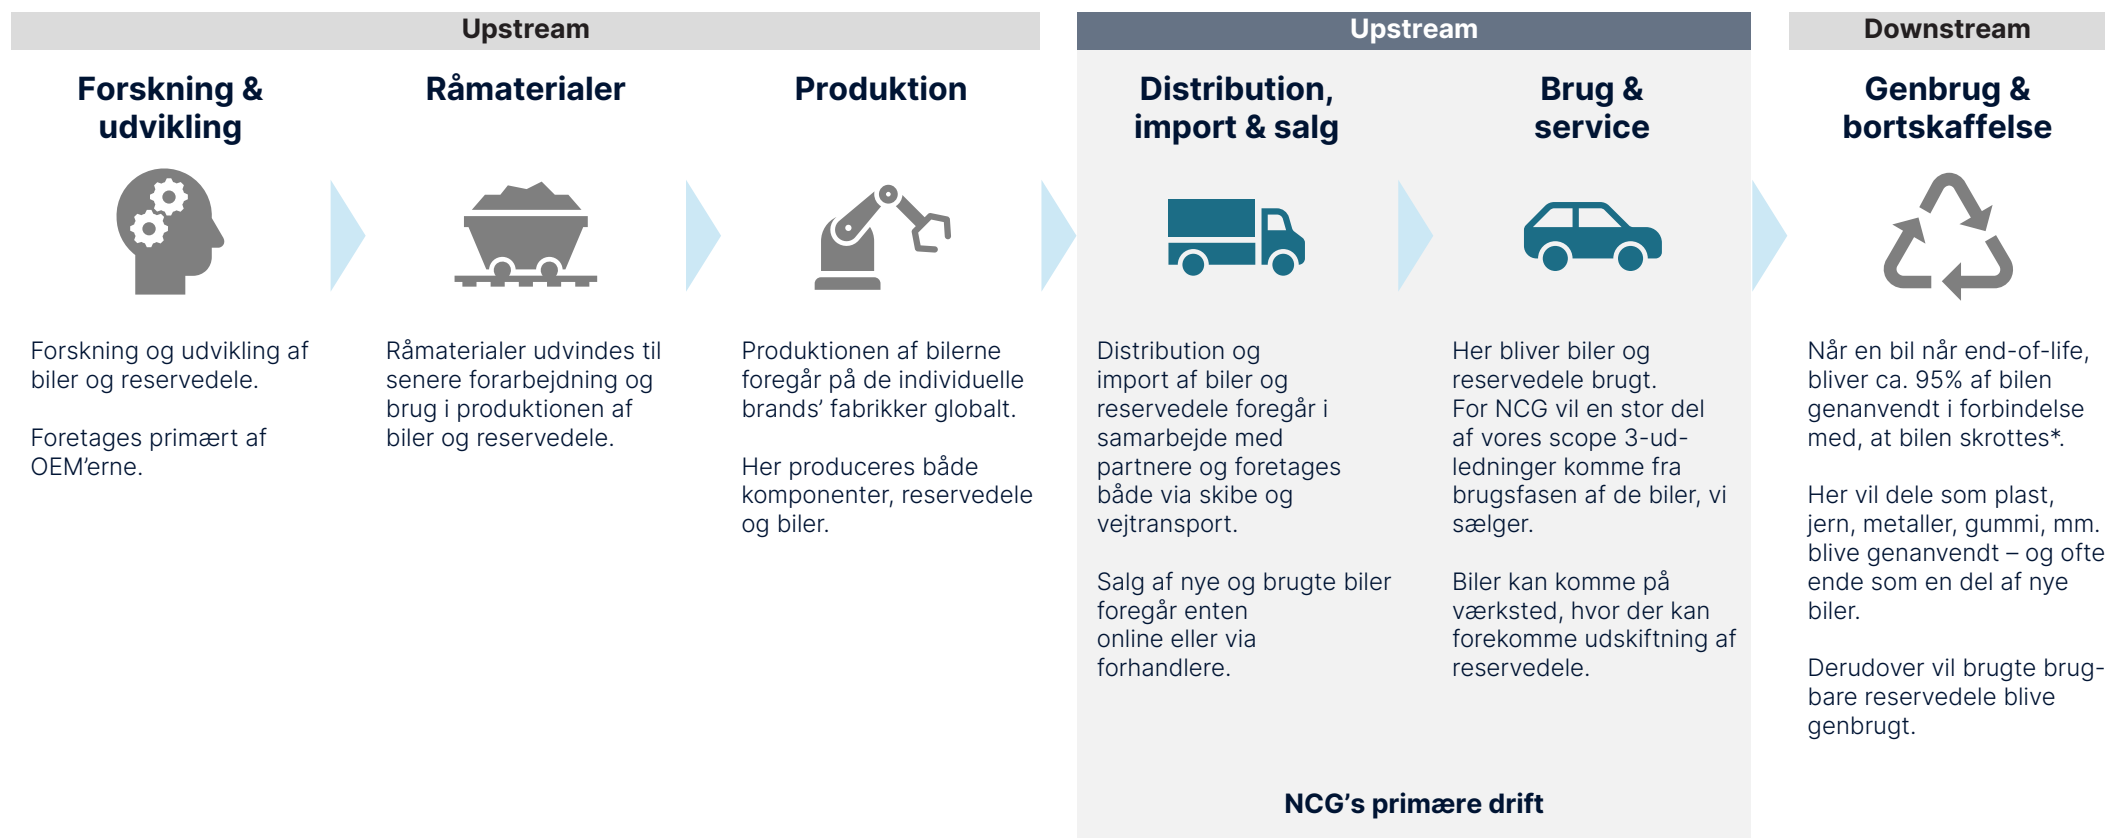 Upstream
Forskning &
udvikling
Forskning og udvikling af
biler og reservedele.
Foretages primært af
OEM'erne.
Råmaterialer
Råmaterialer udvindes til
senere forarbejdning og
brug i produktionen af
biler og reservedele.
Produktion
Produktionen af bilerne
foregår på de individuelle
brands’ fabrikker globalt.
Her produceres både
komponenter, reservedele
og biler.
Upstream
Distribution,
import & salg
Distribution og
import af biler og
reservedele foregår i
samarbejde med
partnere og foretages
både via skibe og
vejtransport.
Salg af nye og brugte biler
foregår enten
online eller via
forhandlere.
Brug &
service
Her bliver biler og
reservedele brugt.
For NCG vil en stor del
af vores scope 3-ud-
ledninger komme fra
brugsfasen af de biler, vi
sælger.
Biler kan komme på
værksted, hvor der kan
forekomme udskiftning af
reservedele.
NCG’s primære drift
Downstream
Genbrug &
bortskaffelse
Når en bil når end-of-life,
bliver ca. 95% af bilen
genanvendt i forbindelse
med, at bilen skrottes*.
Her vil dele som plast,
jern, metaller, gummi, mm.
blive genanvendt – og ofte
ende som en del af nye
biler.
Derudover vil brugte brug-
bare reservedele blive
genbrugt.